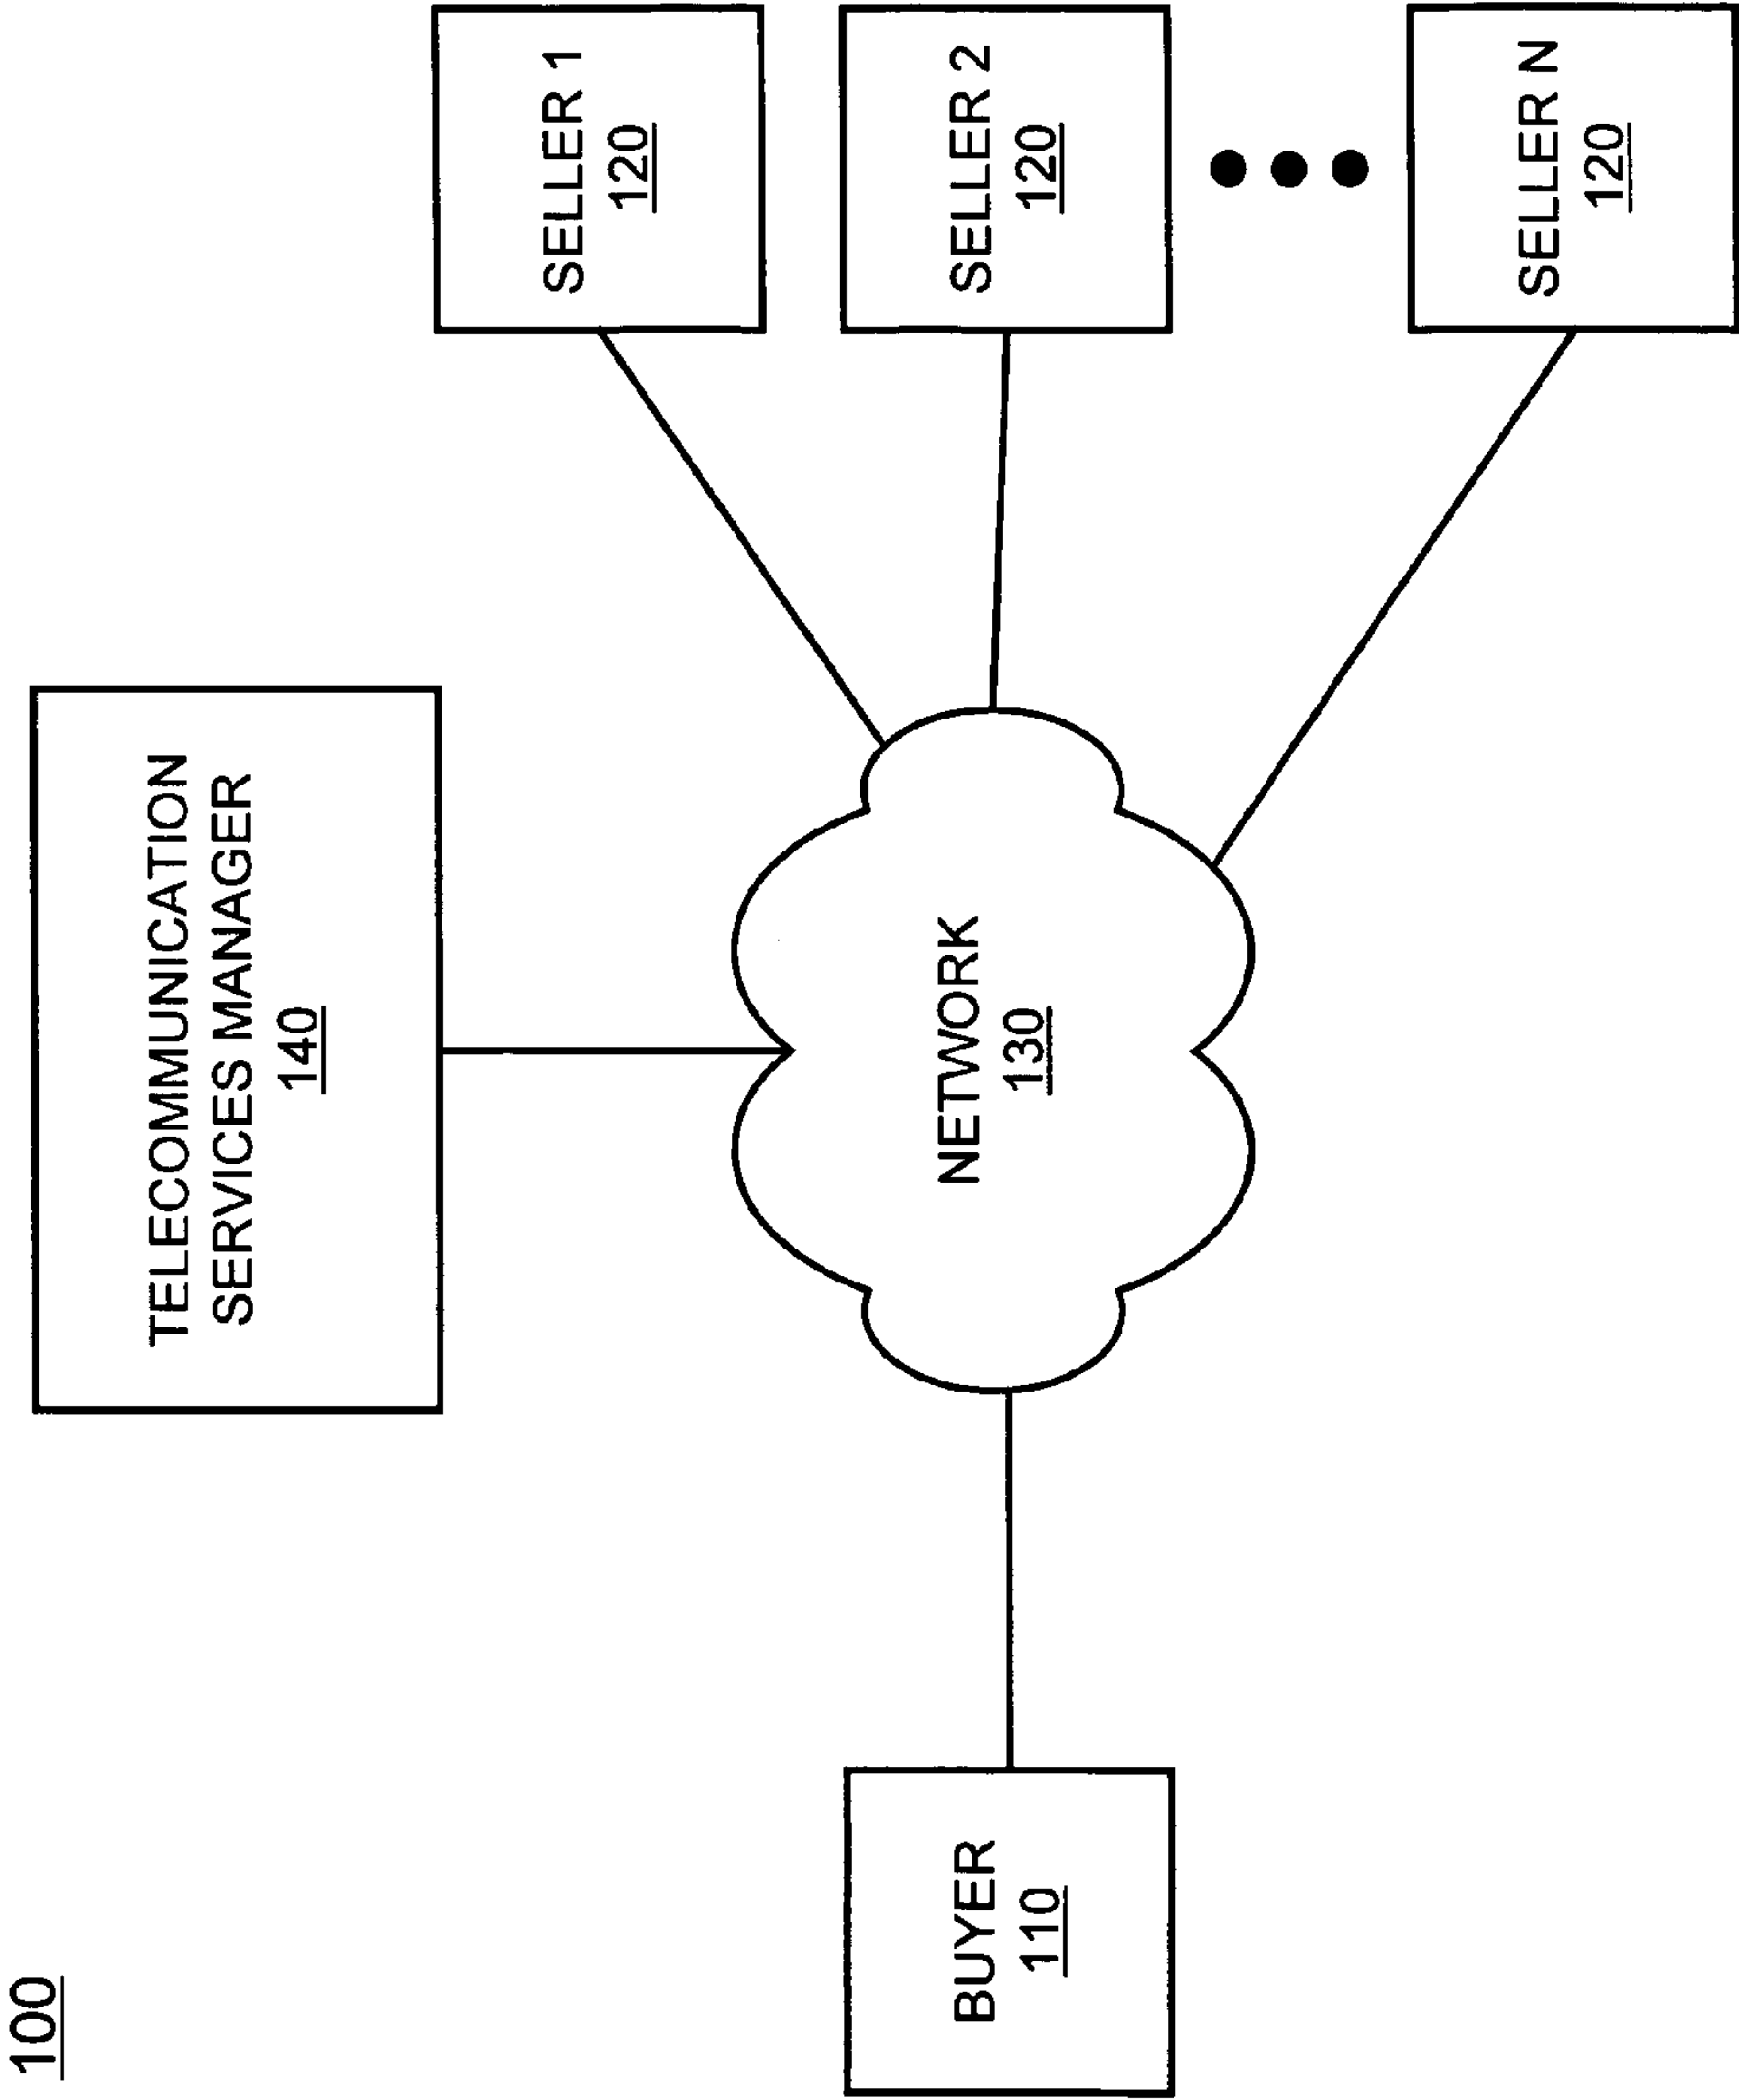 100
TELECOMMUNICATION
SERVICES MANAGER
140
SELLER 1
120
BUYER
110
NETWORK
130
SELLER 2
120
SELLER N
120